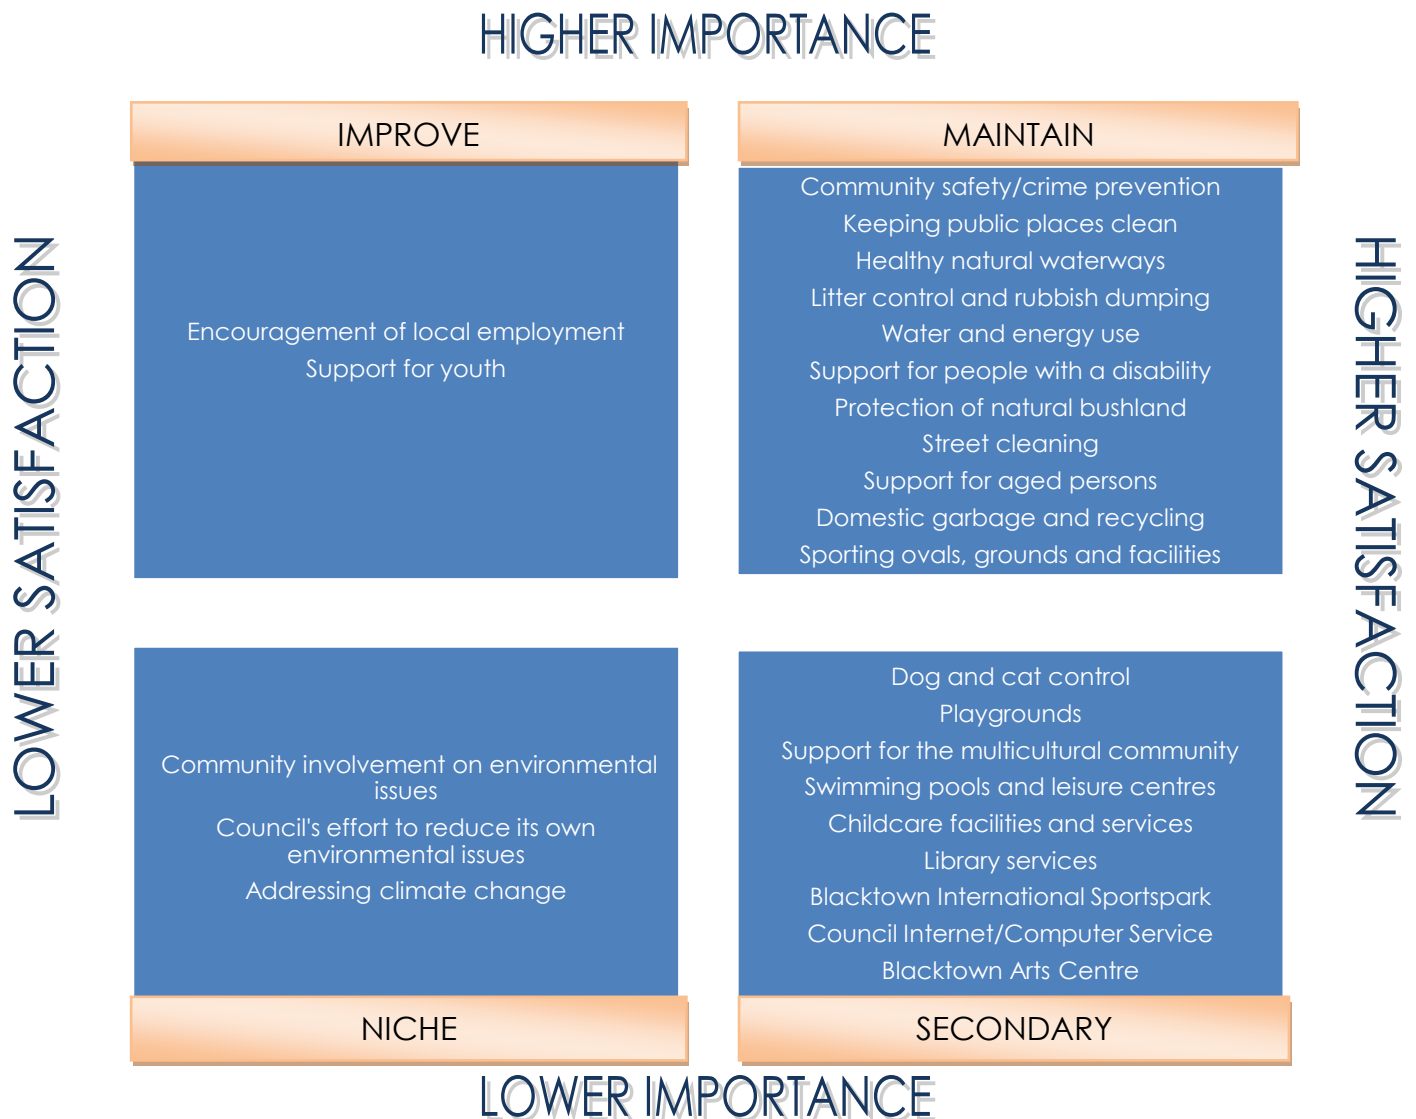 HIGHER IMPORTANCE
IMPROVE
MAINTAIN
LOWER SATISFACTION
Encouragement of local employment
Support for youth
Community safety/crime prevention
Keeping public places clean
Healthy natural waterways
Litter control and rubbish dumping
Water and energy use
Support for people with a disability
Protection of natural bushland
Street cleaning
Support for aged persons
Domestic garbage and recycling
Sporting ovals, grounds and facilities
HIGHER SATISFACTION
Community involvement on environmental
issues
Council's effort to reduce its own
environmental issues
Addressing climate change
Dog and cat control
Playgrounds
Support for the multicultural community
Swimming pools and leisure centres
Childcare facilities and services
Library services
Blacktown International Sportspark
Council Internet/Computer Service
Blacktown Arts Centre
NICHE
SECONDARY
LOWER IMPORTANCE